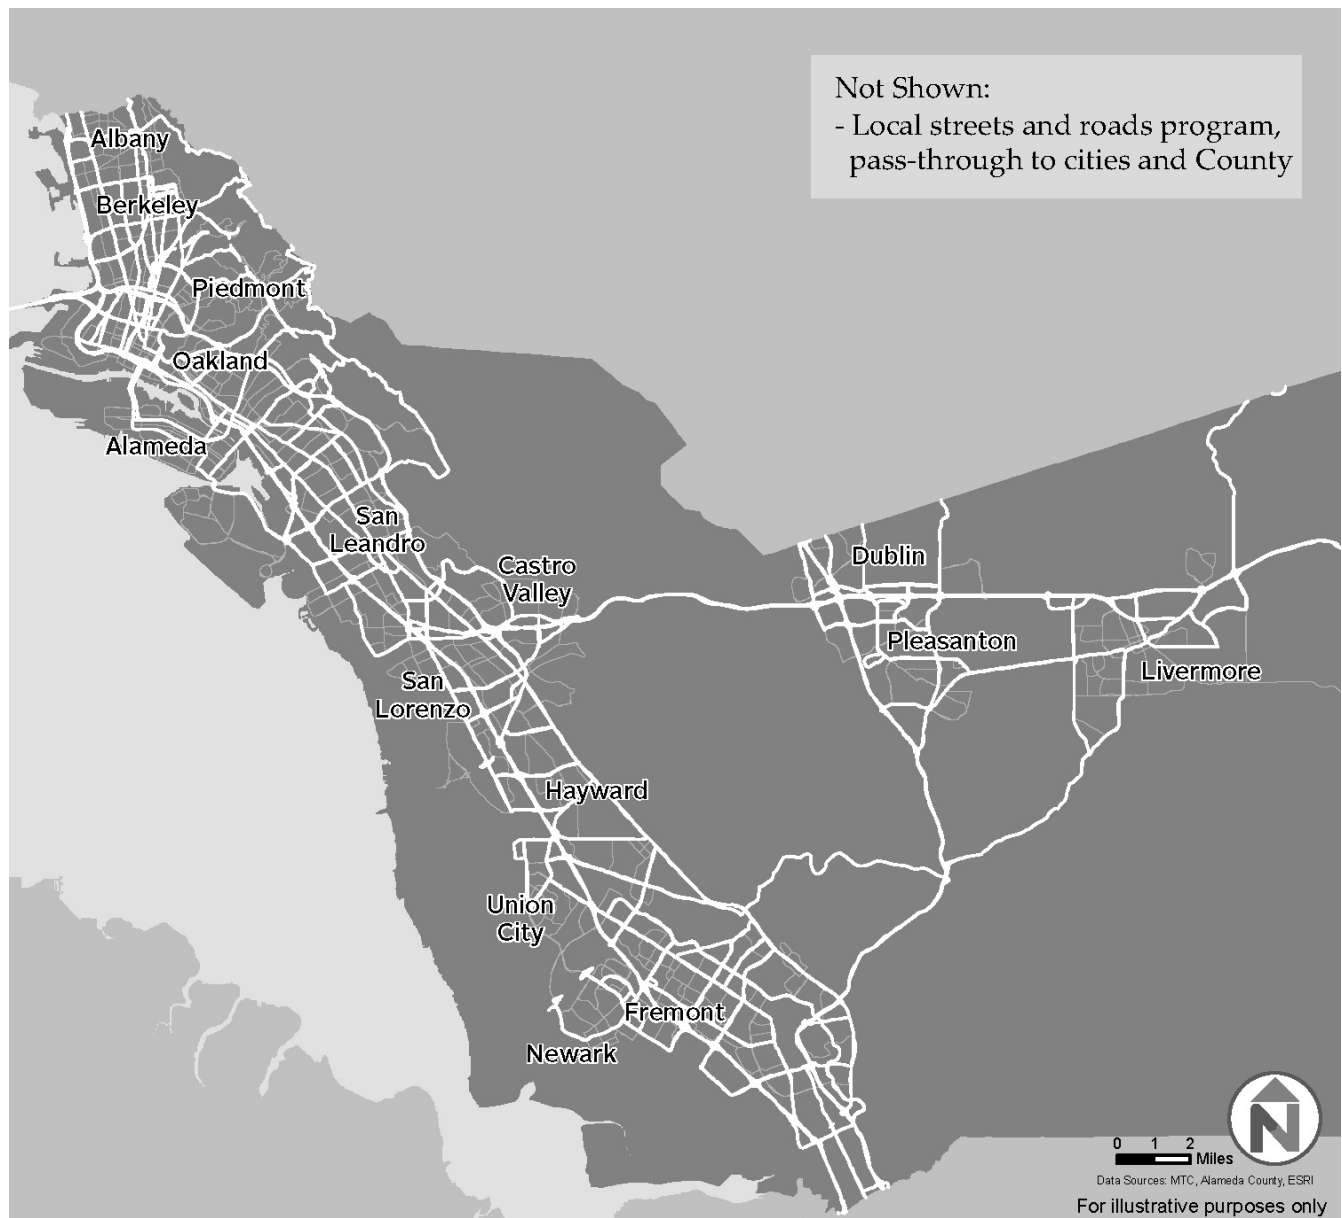 Not Shown:
- Local streets and roads program,
pass-through to cities and County
Albany
Berkeley
Piedmont
Oakland
Alameda
San
Leandro
Castro
Valley
Dublin
Pleasanton
Livermore
San
Lorenzo
Hayward
Union
City
Fremont
Newark
N
0 1 2
Miles
Data Sources: MTC, Alameda County, ESRI
For illustrative purposes only